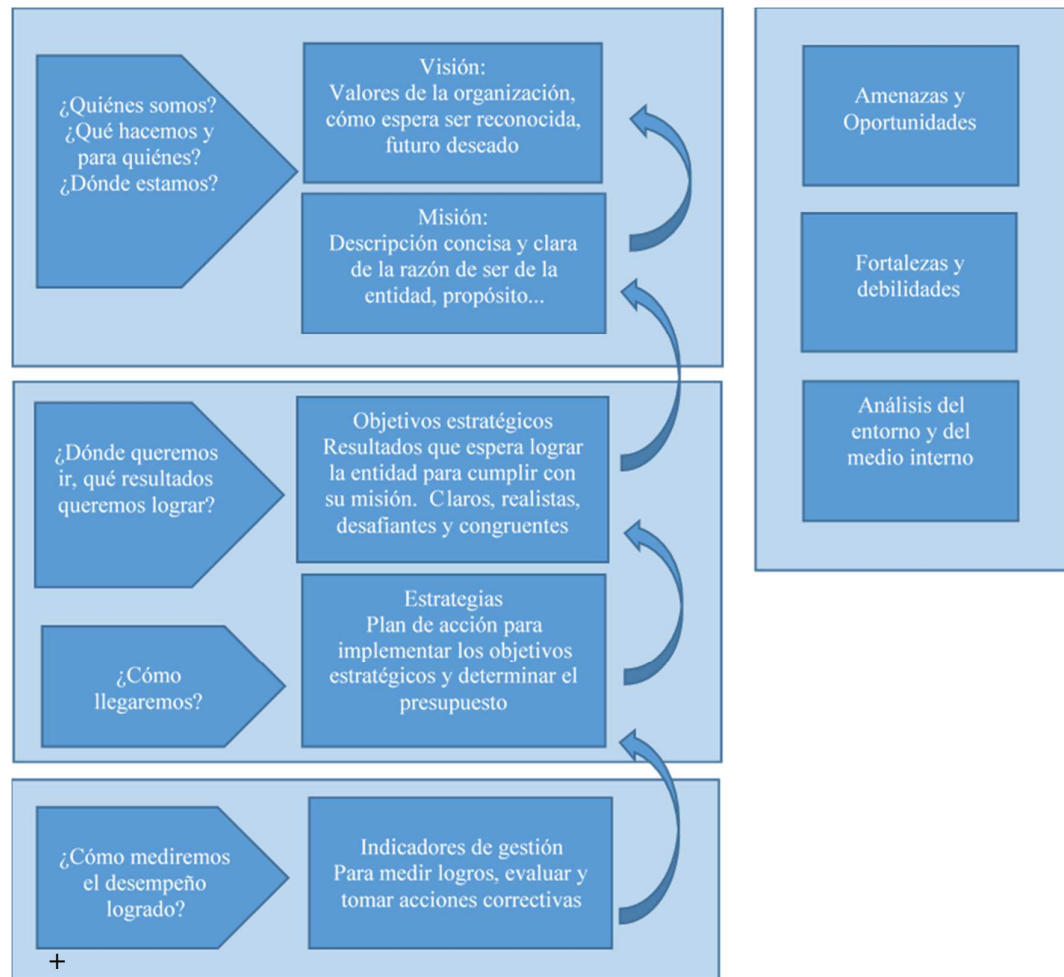 ¿Quiénes somos?
¿Qué hacemos y
para quiénes?
¿Dónde estamos?
Visión:
Valores de la organización,
cómo espera ser reconocida,
futuro deseado
Misión:
Descripción concisa y clara
de la razón de ser de la
entidad, propósito...
¿Dónde queremos
ir, qué resultados
queremos lograr?
Objetivos estratégicos
Resultados que espera lograr
la entidad para cumplir con
su misión.  Claros, realistas,
desafiantes y congruentes
¿Cómo
llegaremos?
Estrategias
Plan de acción para
implementar los objetivos
estratégicos y determinar el
presupuesto
¿Cómo mediremos
el desempeño
logrado?
+
Indicadores de gestión
Para medir logros, evaluar y
tomar acciones correctivas
Amenazas y
Oportunidades
Fortalezas y
debilidades
Análisis del
entorno y del
medio interno